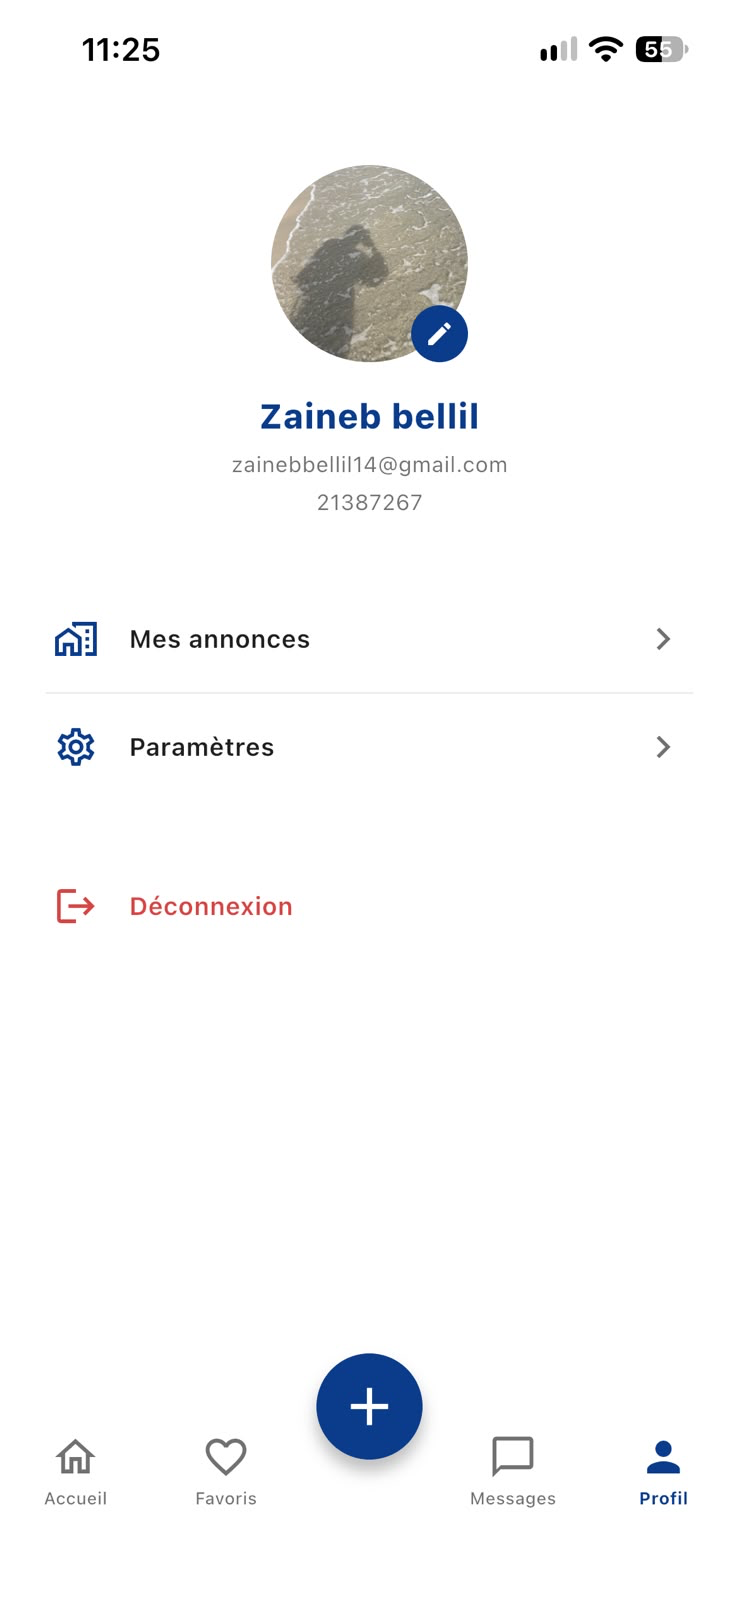 11:25
55
Zaineb bellil
zainebbellil14@gmail.com
21387267
Mes annonces
Paramètres
Déconnexion
Accueil
Favoris
Messages
Profil